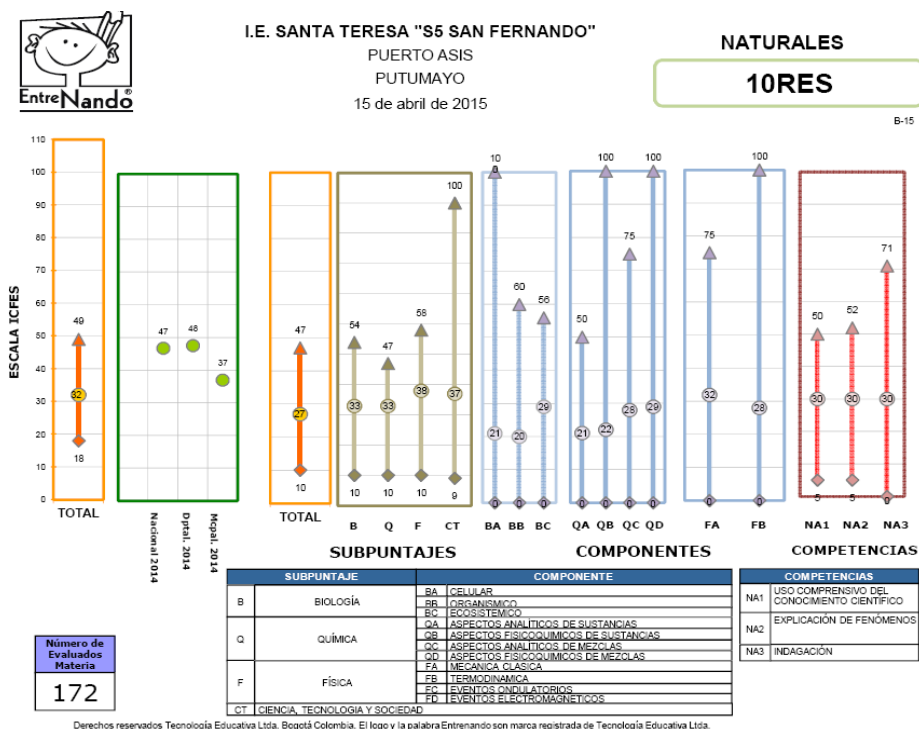 I.E. SANTA TERESA "S5 SAN FERNANDO"
PUERTO ASIS
PUTUMAYO
15 de abril de 2015
NATURALES
10RES
B-15
EntreNando®
ESCALA ICFES
110
100
90
80
70
60
50
40
30
20
10
0
49
32
18
TOTAL
47
48
37
Nacional 2014
Dptal. 2014
Mcpal. 2014
47
27
10
TOTAL
54 47 58 100
33 33 38 37
10 10 10 9
B Q F CT
SUBPUNTAJES
100 60 56
21 20 29
0 0 0
BA BB BC
50 100 75 100
21 22 28 29
0 0 0 0
QA QB QC QD
75 100
32 28
0 0
FA FB
COMPONENTES
50 52 71
30 30 30
5 5 0
NA1 NA2 NA3
COMPETENCIAS
SUBPUNTAJE COMPONENTE
B BIOLOGÍA
BA CELULAR
BB ORGANISMICO
BC ECOSISTEMICO
Q QUÍMICA
QA ASPECTOS ANALÍTICOS DE SUSTANCIAS
QB ASPECTOS FISICOQUIMICOS DE SUSTANCIAS
QC ASPECTOS ANALÍTICOS DE MEZCLAS
QD ASPECTOS FISICOQUIMICOS DE MEZCLAS
F FÍSICA
FA MECANICA CLASICA
FB TERMODINAMICA
FC EVENTOS ONDULATORIOS
FD EVENTOS ELECTROMAGNETICOS
CT CIENCIA, TECNOLOGIA Y SOCIEDAD
COMPETENCIAS
NA1 USO COMPRENSIVO DEL
CONOCIMIENTO CIENTÍFICO
NA2 EXPLICACIÓN DE FENÓMENOS
NA3 INDAGACIÓN
Número de
Evaluados
Materia
172
Derechos reservados Tecnología Educativa Ltda. Bogotá Colombia. El logo y la palabra Entrenando son marca registrada de Tecnología Educativa Ltda.